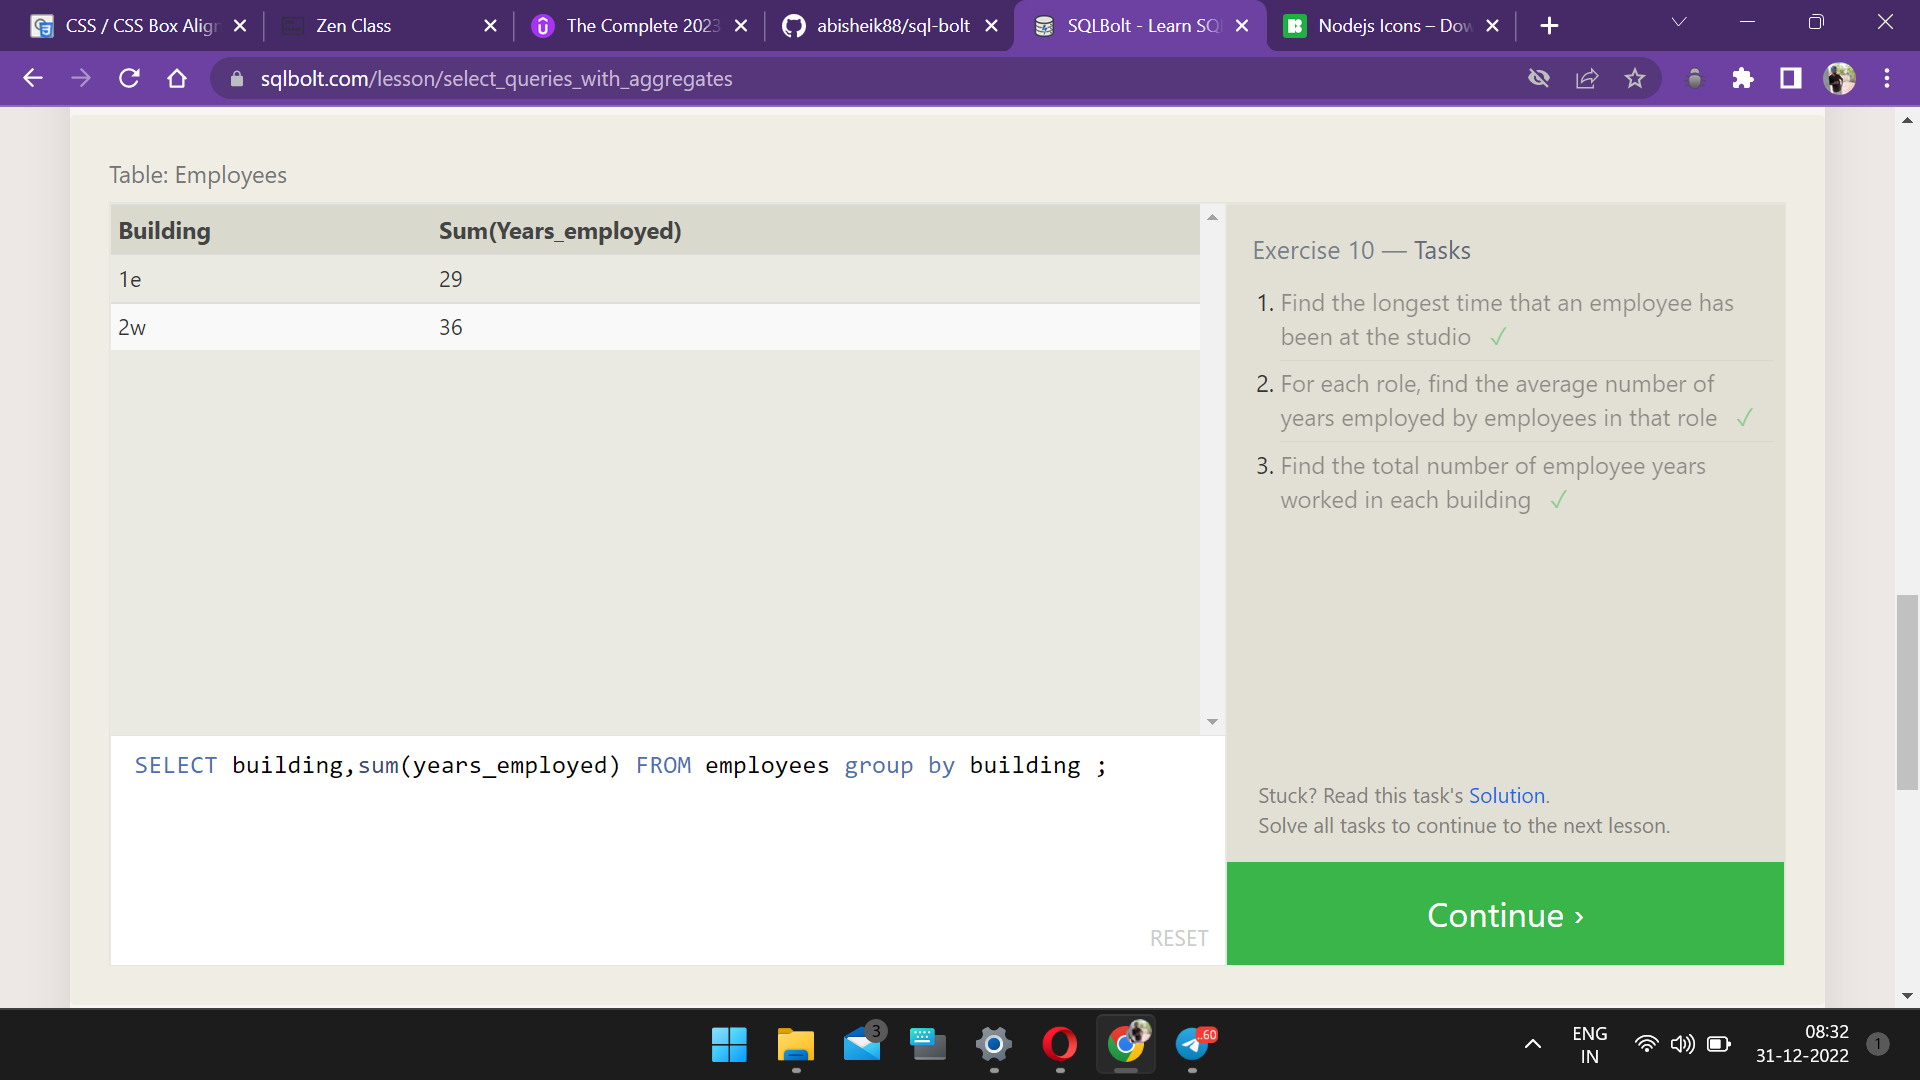 CSS / CSS Box Align
Zen Class
The Complete 2023
abisheik88/sql-bolt
SQLBolt - Learn SQL
Nodejs Icons – Dow
sqlbolt.com/lesson/select_queries_with_aggregates
Table: Employees
Building Sum(Years_employed)
1e 29
2w 36
SELECT building,sum(years_employed) FROM employees group by building ;
RESET
Exercise 10 — Tasks
1. Find the longest time that an employee has
been at the studio ✓
2. For each role, find the average number of
years employed by employees in that role ✓
3. Find the total number of employee years
worked in each building ✓
Stuck? Read this task's Solution.
Solve all tasks to continue to the next lesson.
Continue ›
3
..60
ENG
IN
08:32
31-12-2022
1